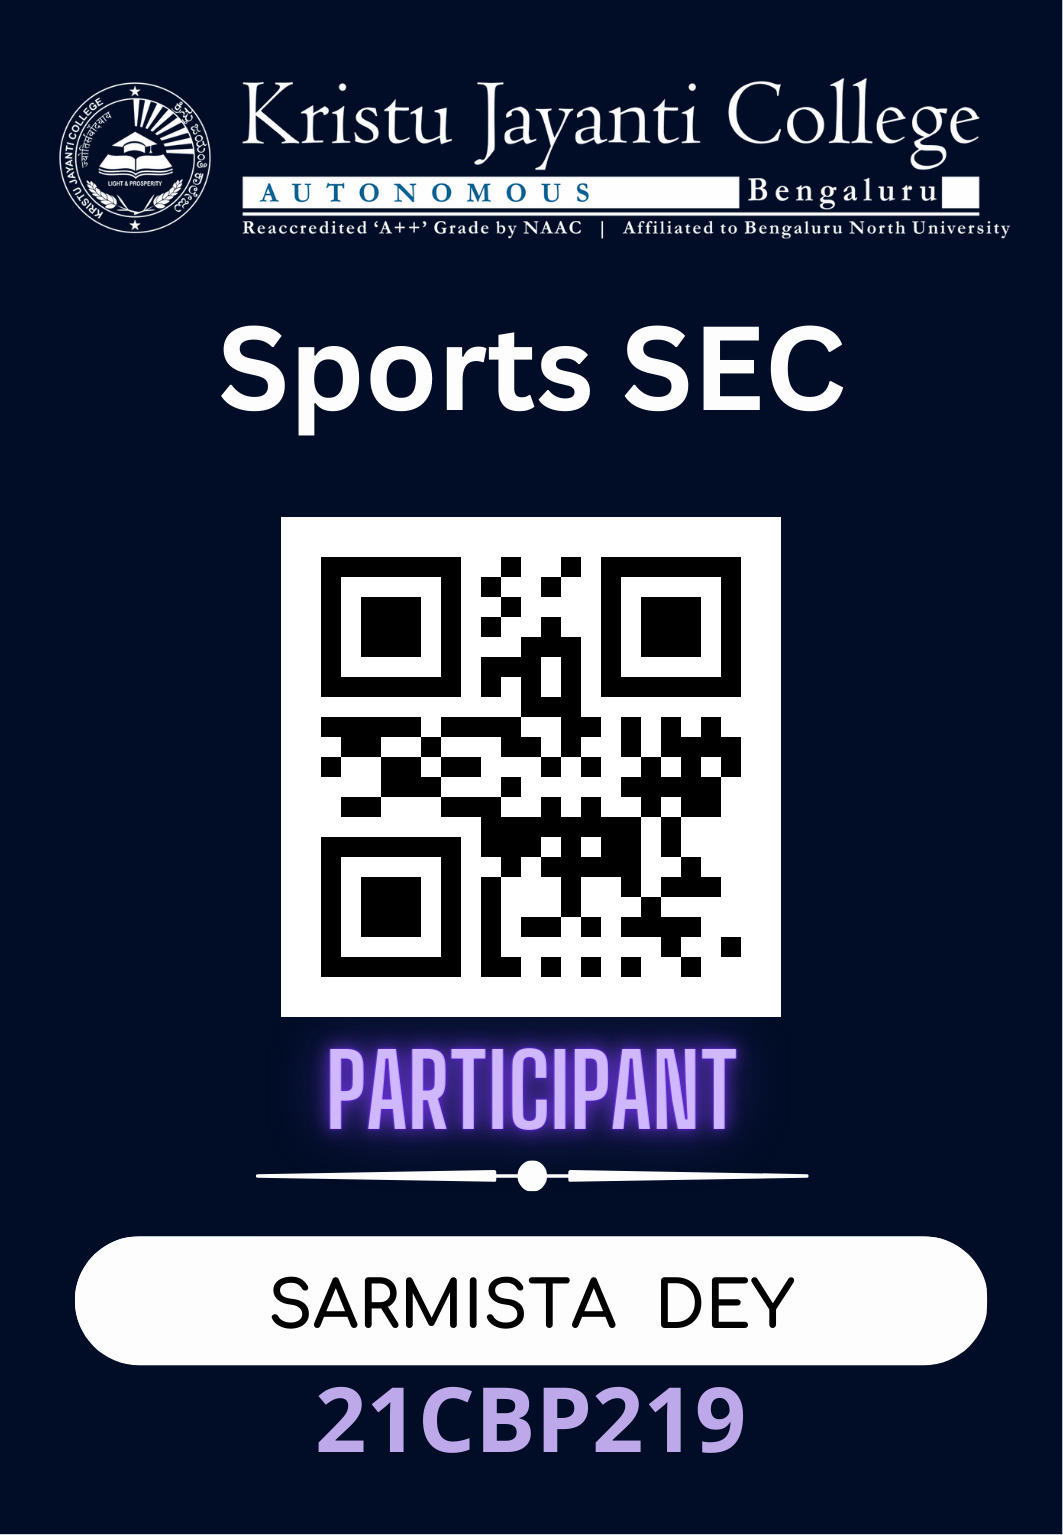 KRISTU JAYANTI COLLEGE
LIGHT & PROSPERITY
Kristu Jayanti College
AUTONOMOUS Bengaluru
Reaccredited ‘A++’ Grade by NAAC | Affiliated to Bengaluru North University
Sports SEC
PARTICIPANT
SARMISTA DEY
21CBP219